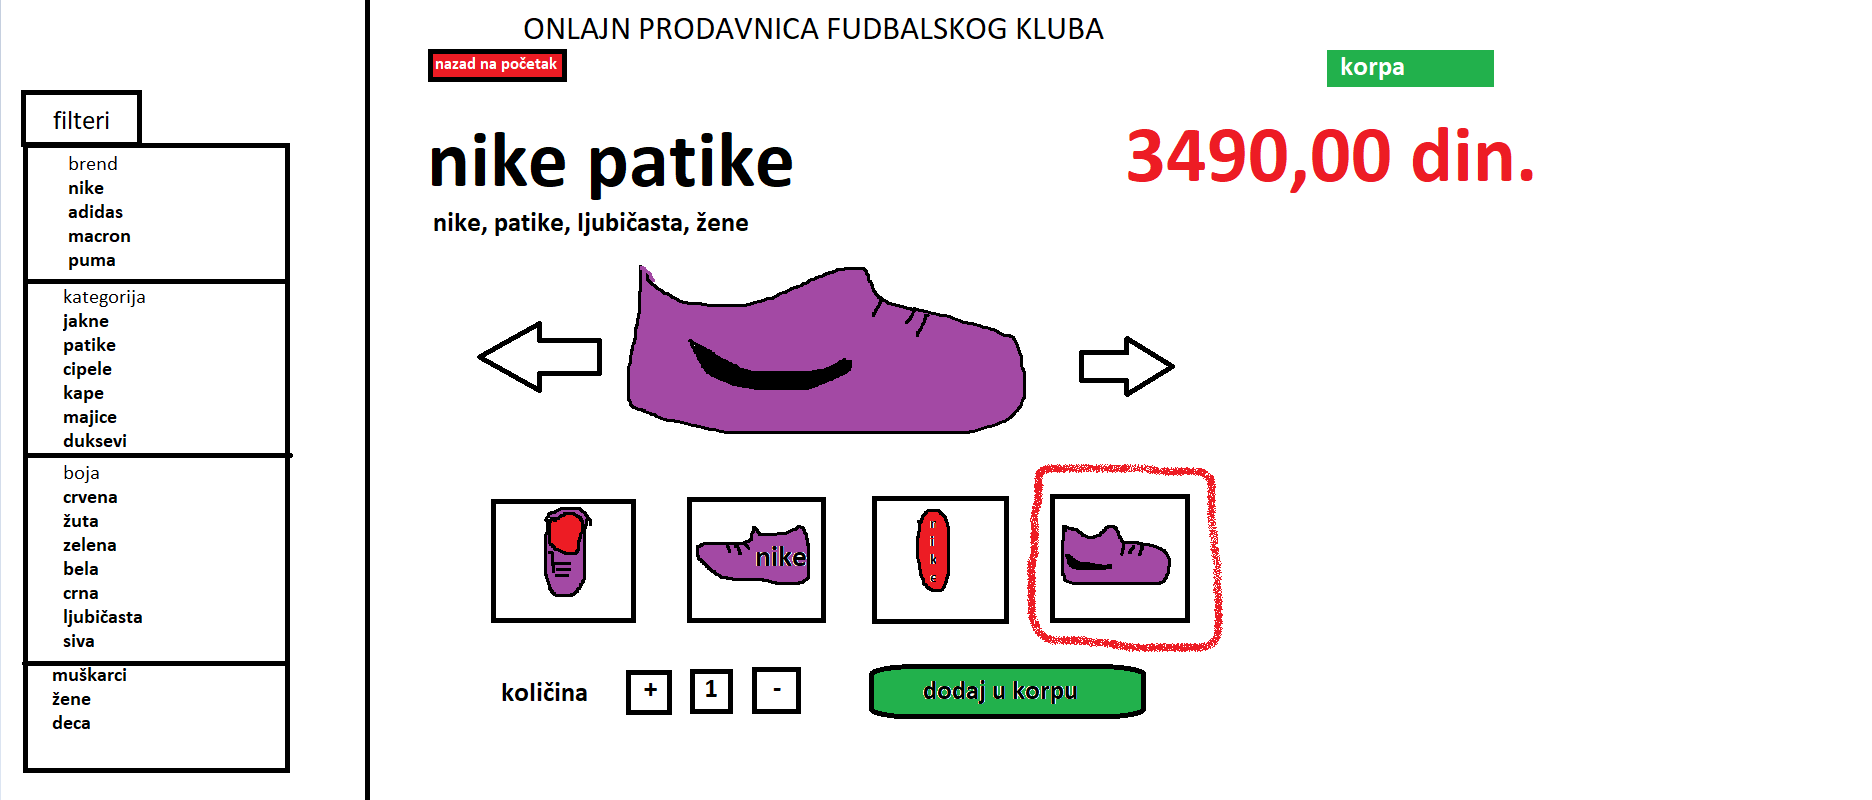 ONLAJN PRODAVNICA FUDBALSKOG KLUBA
nazad na početak
korpa
filteri
brend
nike
adidas
macron
puma
kategorija
jakne
patike
cipele
kape
majice
duksevi
boja
crvena
žuta
zelena
bela
crna
ljubičasta
siva
muškarci
žene
deca
nike patike
3490,00 din.
nike, patike, ljubičasta, žene
nike
količina
+
1
-
dodaj u korpu